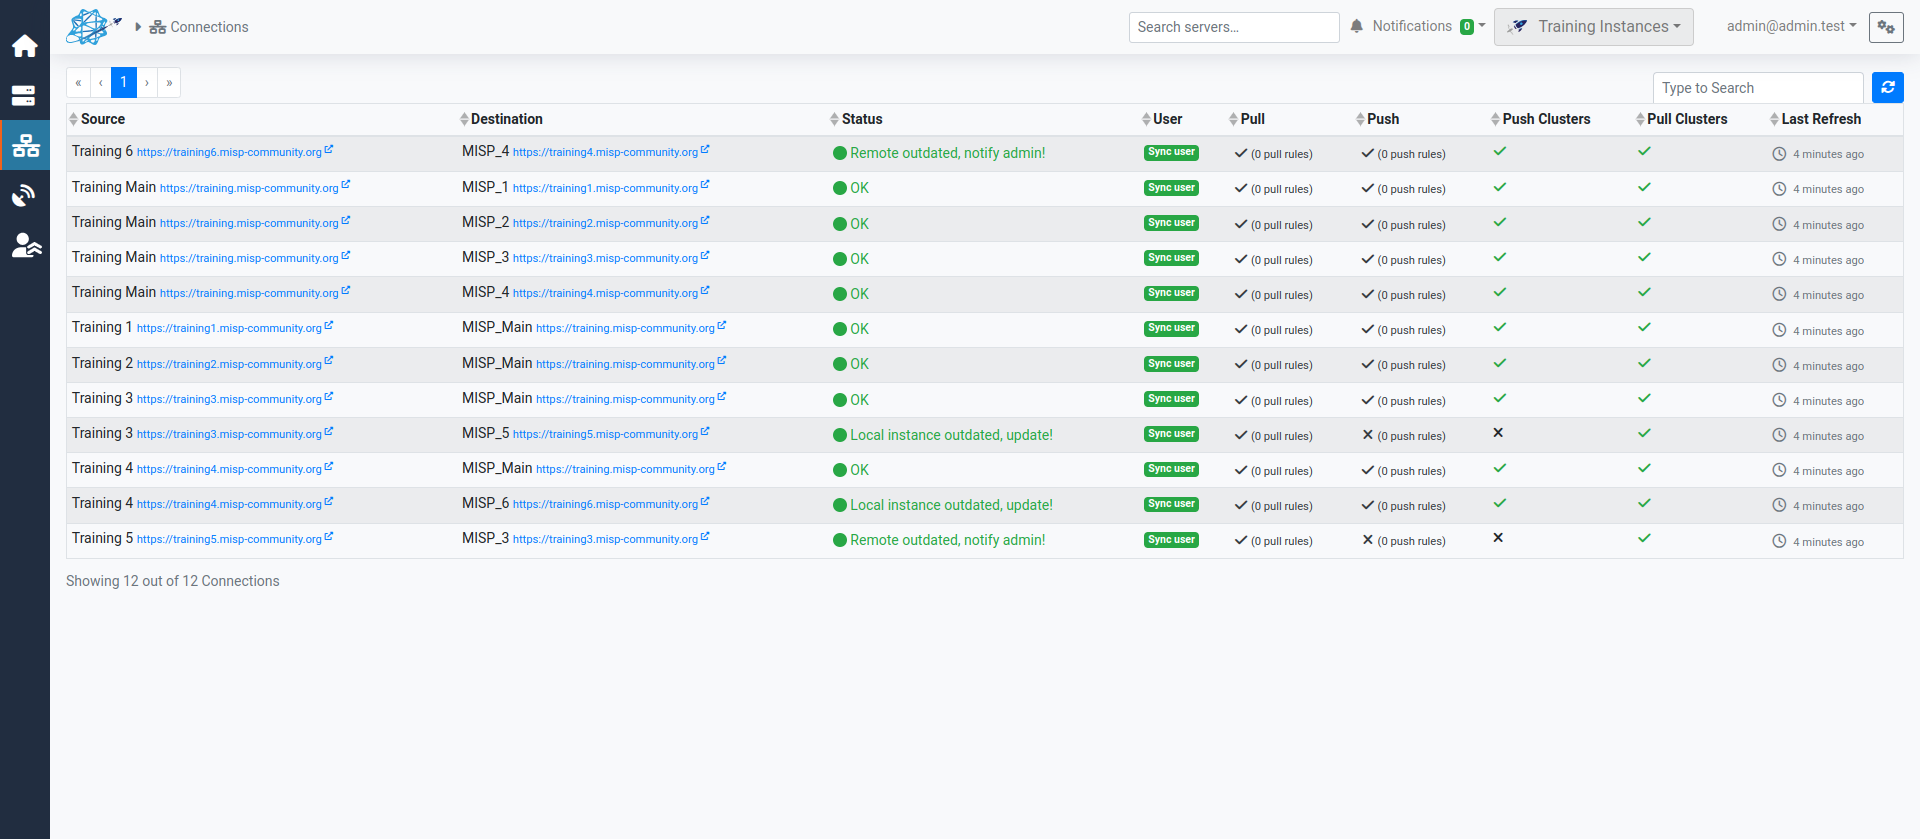 Connections Search servers... Notifications 0 Training Instances admin@admin.test
« ‹ 1 › » Type to Search
Source Destination Status User Pull Push Push Clusters Pull Clusters Last Refresh
Training 6 https://training6.misp-community.org MISP_4 https://training4.misp-community.org Remote outdated, notify admin! Sync user (0 pull rules) (0 push rules) 4 minutes ago
Training Main https://training.misp-community.org MISP_1 https://training1.misp-community.org OK Sync user (0 pull rules) (0 push rules) 4 minutes ago
Training Main https://training.misp-community.org MISP_2 https://training2.misp-community.org OK Sync user (0 pull rules) (0 push rules) 4 minutes ago
Training Main https://training.misp-community.org MISP_3 https://training3.misp-community.org OK Sync user (0 pull rules) (0 push rules) 4 minutes ago
Training Main https://training.misp-community.org MISP_4 https://training4.misp-community.org OK Sync user (0 pull rules) (0 push rules) 4 minutes ago
Training 1 https://training1.misp-community.org MISP_Main https://training.misp-community.org OK Sync user (0 pull rules) (0 push rules) 4 minutes ago
Training 2 https://training2.misp-community.org MISP_Main https://training.misp-community.org OK Sync user (0 pull rules) (0 push rules) 4 minutes ago
Training 3 https://training3.misp-community.org MISP_Main https://training.misp-community.org OK Sync user (0 pull rules) (0 push rules) 4 minutes ago
Training 3 https://training3.misp-community.org MISP_5 https://training5.misp-community.org Local instance outdated, update! Sync user (0 pull rules) (0 push rules) 4 minutes ago
Training 4 https://training4.misp-community.org MISP_Main https://training.misp-community.org OK Sync user (0 pull rules) (0 push rules) 4 minutes ago
Training 4 https://training4.misp-community.org MISP_6 https://training6.misp-community.org Local instance outdated, update! Sync user (0 pull rules) (0 push rules) 4 minutes ago
Training 5 https://training5.misp-community.org MISP_3 https://training3.misp-community.org Remote outdated, notify admin! Sync user (0 pull rules) (0 push rules) 4 minutes ago
Showing 12 out of 12 Connections